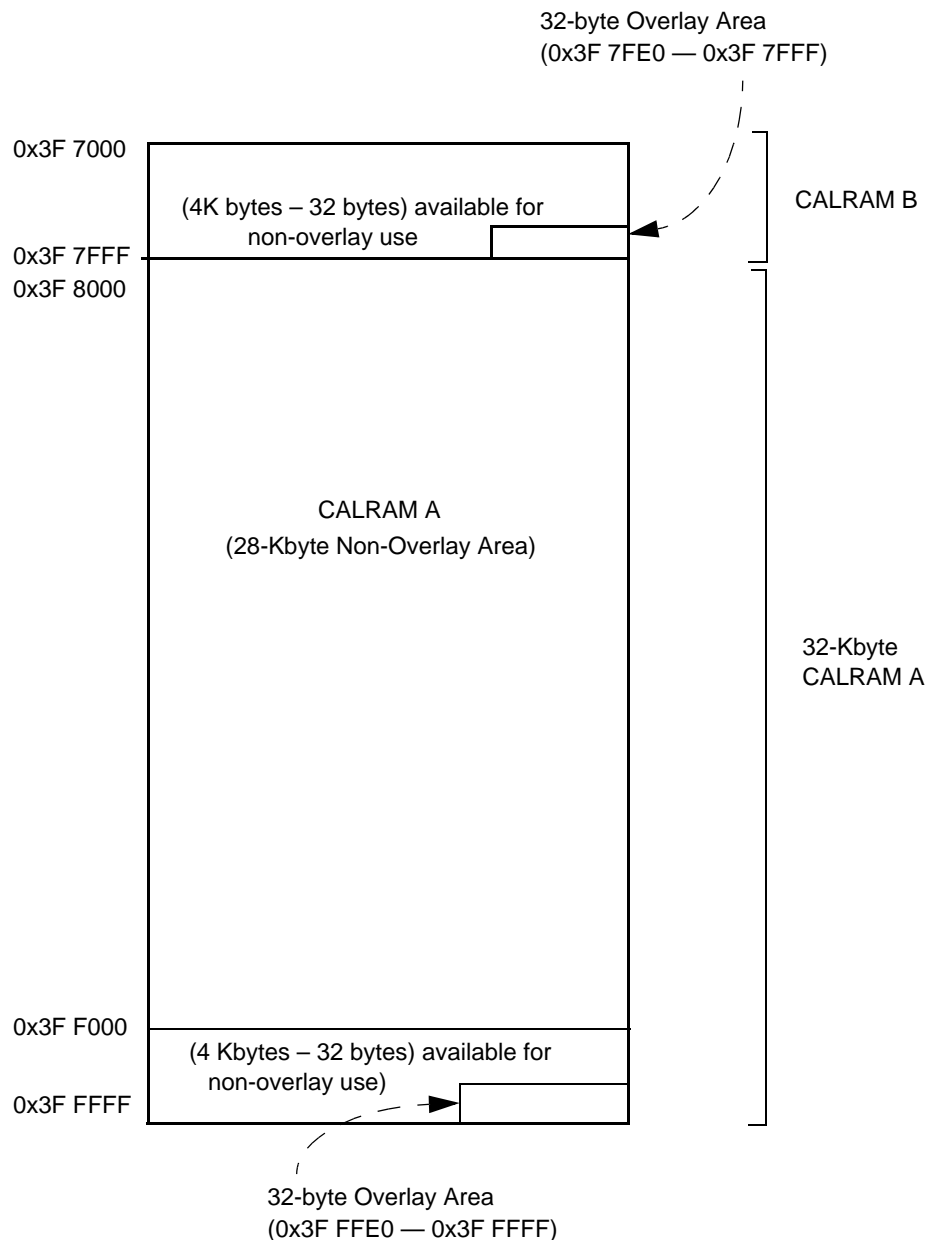 32-byte Overlay Area
(0x3F 7FE0 — 0x3F 7FFF)
0x3F 7000
CALRAM B
(4K bytes – 32 bytes) available for
non-overlay use
0x3F 7FFF
0x3F 8000
CALRAM A
(28-Kbyte Non-Overlay Area)
32-Kbyte
CALRAM A
0x3F F000
(4 Kbytes – 32 bytes) available for
non-overlay use)
0x3F FFFF
32-byte Overlay Area
(0x3F FFE0 — 0x3F FFFF)